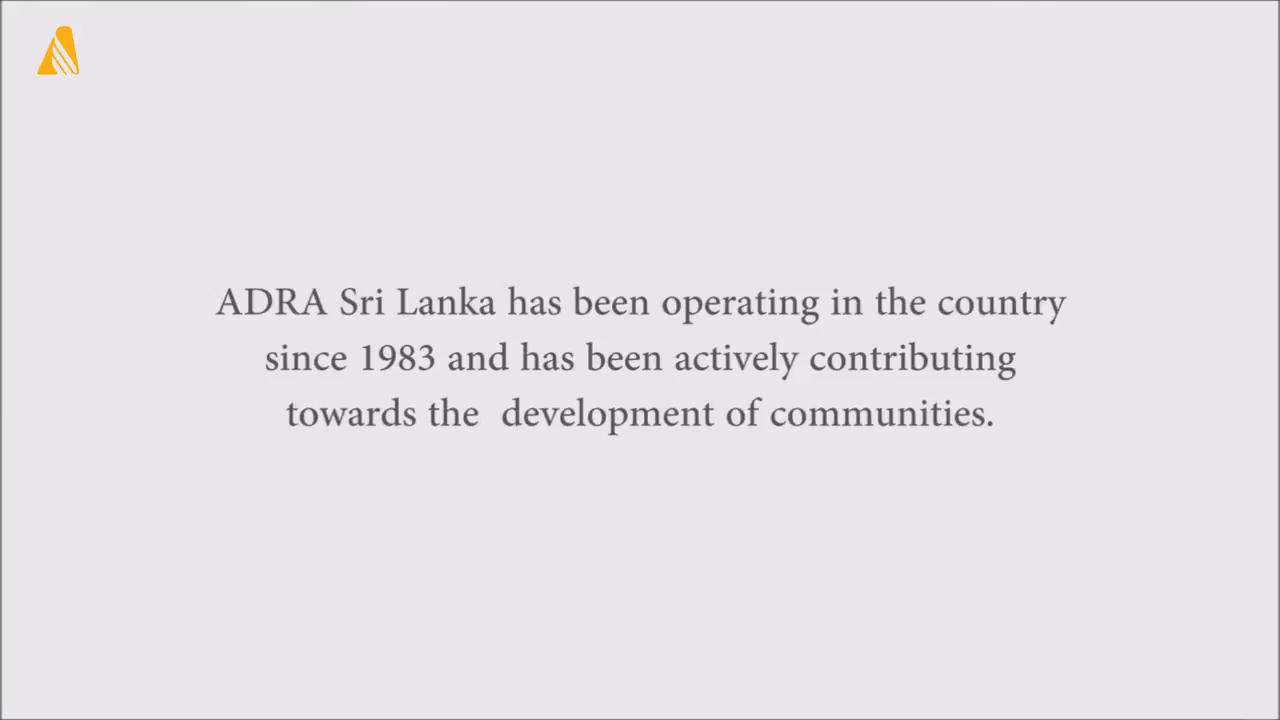 ADRA Sri Lanka has been operating in the country
since 1983 and has been actively contributing
towards the  development of communities.